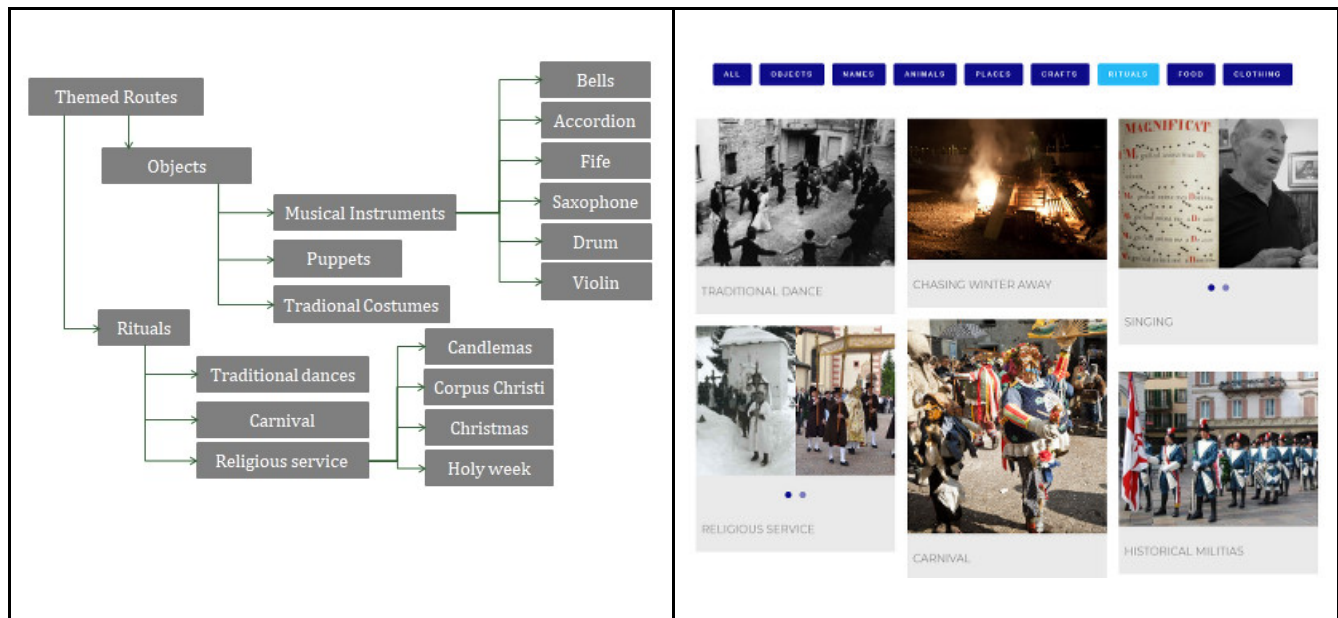 Themed Routes
Objects
Musical Instruments
Puppets
Tradional Costumes
Bells
Accordion
Fife
Saxophone
Drum
Violin
Rituals
Traditional dances
Carnival
Religious service
Candlemas
Corpus Christi
Christmas
Holy week
ALL OBJECTS NAMES ANIMALS PLACES CRAFTS RITUALS FOOD CLOTHING
MAGNIFICAT
TRADITIONAL DANCE
CHASING WINTER AWAY
SINGING
RELIGIOUS SERVICE
CARNIVAL
HISTORICAL MILITIAS